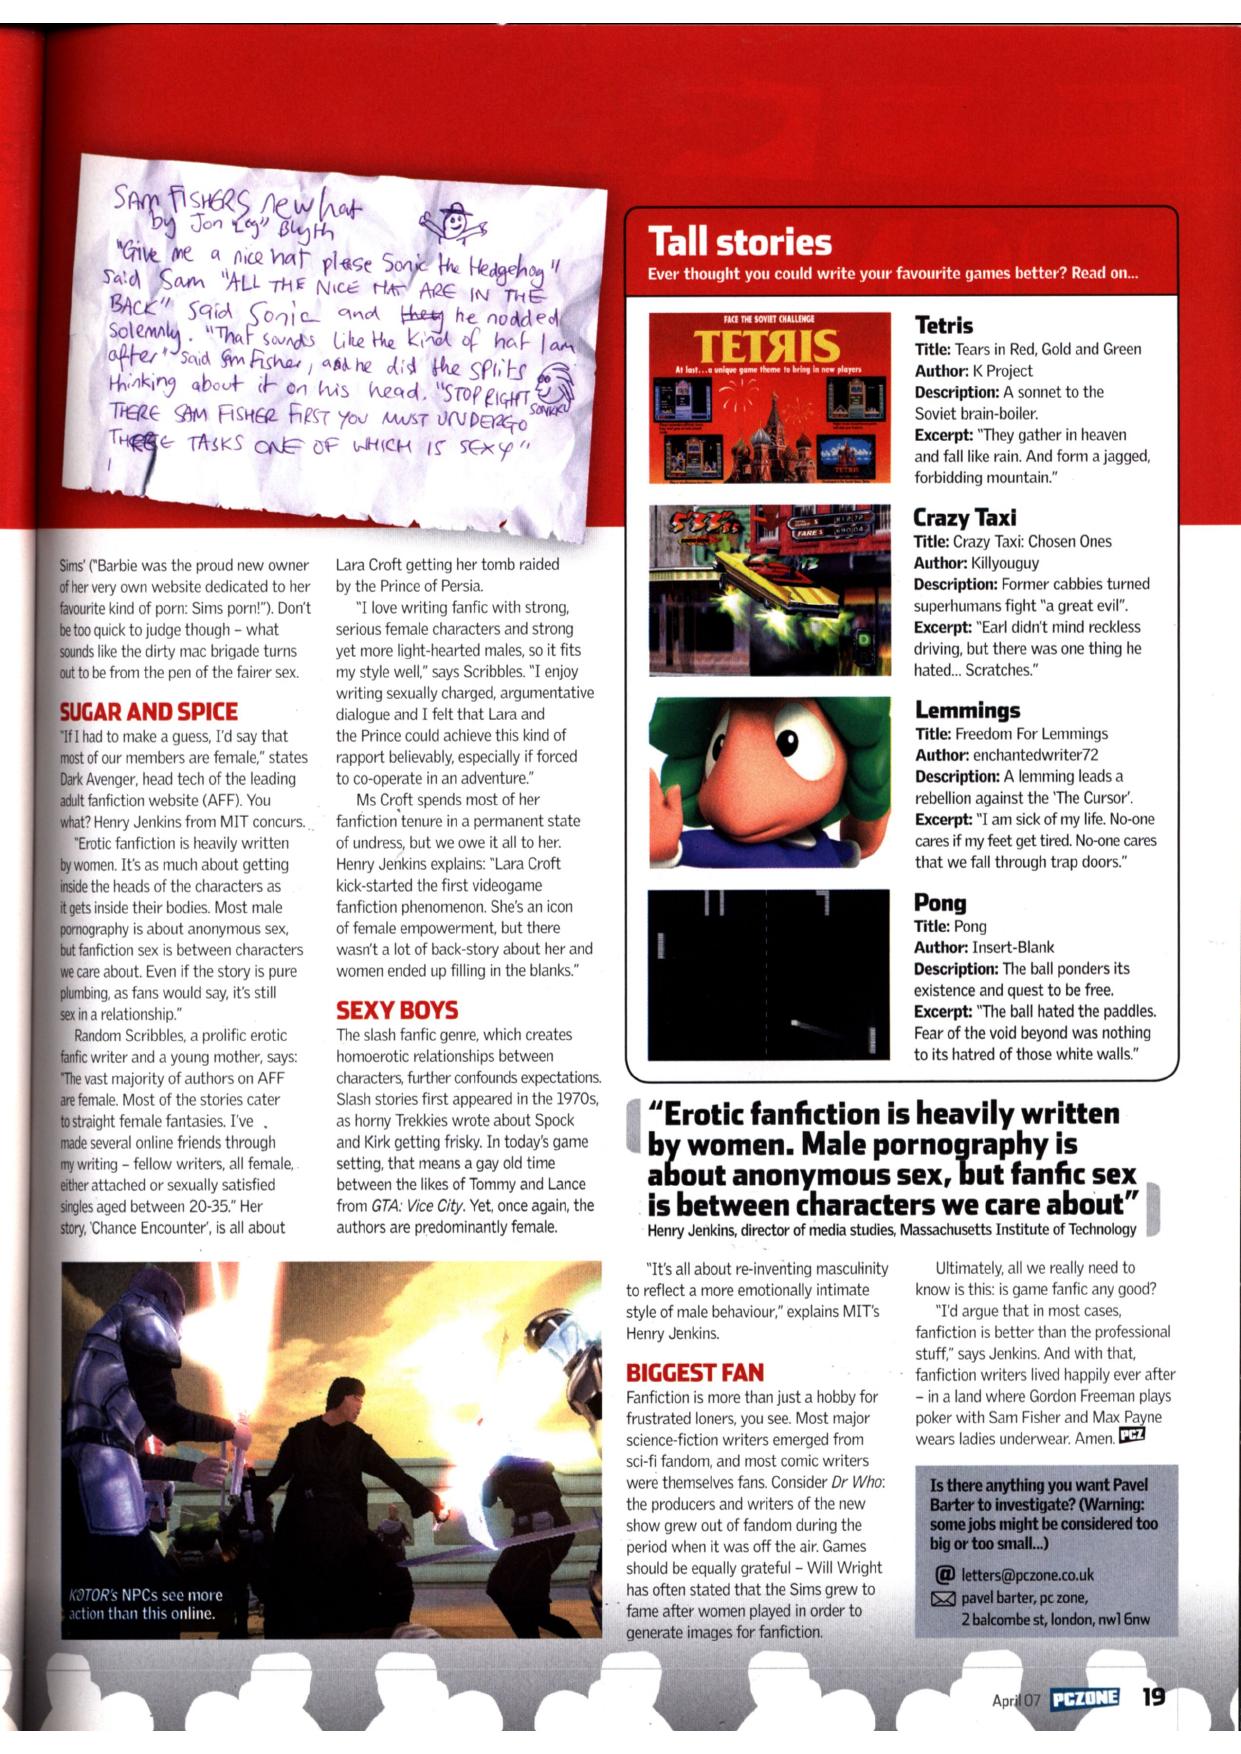 SAM FISHERS new hat
by Jon "Log" Blyth
"Give me a nice hat please Sonic the Hedgehog"
said Sam "ALL THE NICE HAT ARE IN THE
BACK" said Sonic and they he nodded
solemnly. "That sounds like the kind of hat I am
after" said Sam Fisher, and he did the splits
thinking about it on his head. "STOP RIGHT
SONIKKU
THERE SAM FISHER FIRST YOU MUST UNDERGO
THESE TASKS ONE OF WHICH IS SEXY"
Sims' ("Barbie was the proud new owner
of her very own website dedicated to her
favourite kind of porn: Sims porn!"). Don't
be too quick to judge though – what
sounds like the dirty mac brigade turns
out to be from the pen of the fairer sex.
SUGAR AND SPICE
"If I had to make a guess, I'd say that
most of our members are female," states
Dark Avenger, head tech of the leading
adult fanfiction website (AFF). You
what? Henry Jenkins from MIT concurs.
"Erotic fanfiction is heavily written
by women. It's as much about getting
inside the heads of the characters as
it gets inside their bodies. Most male
pornography is about anonymous sex,
but fanfiction sex is between characters
we care about. Even if the story is pure
plumbing, as fans would say, it's still
sex in a relationship."
Random Scribbles, a prolific erotic
fanfic writer and a young mother, says:
"The vast majority of authors on AFF
are female. Most of the stories cater
to straight female fantasies. I've
made several online friends through
my writing – fellow writers, all female,
either attached or sexually satisfied
singles aged between 20-35." Her
story, 'Chance Encounter', is all about
Lara Croft getting her tomb raided
by the Prince of Persia.
"I love writing fanfic with strong,
serious female characters and strong
yet more light-hearted males, so it fits
my style well," says Scribbles. "I enjoy
writing sexually charged, argumentative
dialogue and I felt that Lara and
the Prince could achieve this kind of
rapport believably, especially if forced
to co-operate in an adventure."
Ms Croft spends most of her
fanfiction tenure in a permanent state
of undress, but we owe it all to her.
Henry Jenkins explains: "Lara Croft
kick-started the first videogame
fanfiction phenomenon. She's an icon
of female empowerment, but there
wasn't a lot of back-story about her and
women ended up filling in the blanks."
SEXY BOYS
The slash fanfic genre, which creates
homoerotic relationships between
characters, further confounds expectations.
Slash stories first appeared in the 1970s,
as horny Trekkies wrote about Spock
and Kirk getting frisky. In today's game
setting, that means a gay old time
between the likes of Tommy and Lance
from GTA: Vice City. Yet, once again, the
authors are predominantly female.
KOTOR's NPCs see more
action than this online.
Tall stories
Ever thought you could write your favourite games better? Read on...
FACE THE SOVIET CHALLENGE
TETRIS
At last...a unique game theme to bring in new players
Tetris
Title: Tears in Red, Gold and Green
Author: K Project
Description: A sonnet to the
Soviet brain-boiler.
Excerpt: "They gather in heaven
and fall like rain. And form a jagged,
forbidding mountain."
Crazy Taxi
Title: Crazy Taxi: Chosen Ones
Author: Killyouguy
Description: Former cabbies turned
superhumans fight "a great evil".
Excerpt: "Earl didn't mind reckless
driving, but there was one thing he
hated... Scratches."
Lemmings
Title: Freedom For Lemmings
Author: enchantedwriter72
Description: A lemming leads a
rebellion against the 'The Cursor'.
Excerpt: "I am sick of my life. No-one
cares if my feet get tired. No-one cares
that we fall through trap doors."
Pong
Title: Pong
Author: Insert-Blank
Description: The ball ponders its
existence and quest to be free.
Excerpt: "The ball hated the paddles.
Fear of the void beyond was nothing
to its hatred of those white walls."
"Erotic fanfiction is heavily written
by women. Male pornography is
about anonymous sex, but fanfic sex
is between characters we care about"
Henry Jenkins, director of media studies, Massachusetts Institute of Technology
"It's all about re-inventing masculinity
to reflect a more emotionally intimate
style of male behaviour," explains MIT's
Henry Jenkins.
BIGGEST FAN
Fanfiction is more than just a hobby for
frustrated loners, you see. Most major
science-fiction writers emerged from
sci-fi fandom, and most comic writers
were themselves fans. Consider Dr Who:
the producers and writers of the new
show grew out of fandom during the
period when it was off the air. Games
should be equally grateful – Will Wright
has often stated that the Sims grew to
fame after women played in order to
generate images for fanfiction.
Ultimately, all we really need to
know is this: is game fanfic any good?
"I'd argue that in most cases,
fanfiction is better than the professional
stuff," says Jenkins. And with that,
fanfiction writers lived happily ever after
– in a land where Gordon Freeman plays
poker with Sam Fisher and Max Payne
wears ladies underwear. Amen. PCZ
Is there anything you want Pavel
Barter to investigate? (Warning:
some jobs might be considered too
big or too small...)
@ letters@pczone.co.uk
pavel barter, pc zone,
2 balcombe st, london, nw1 6nw
April 07 PCZONE 19